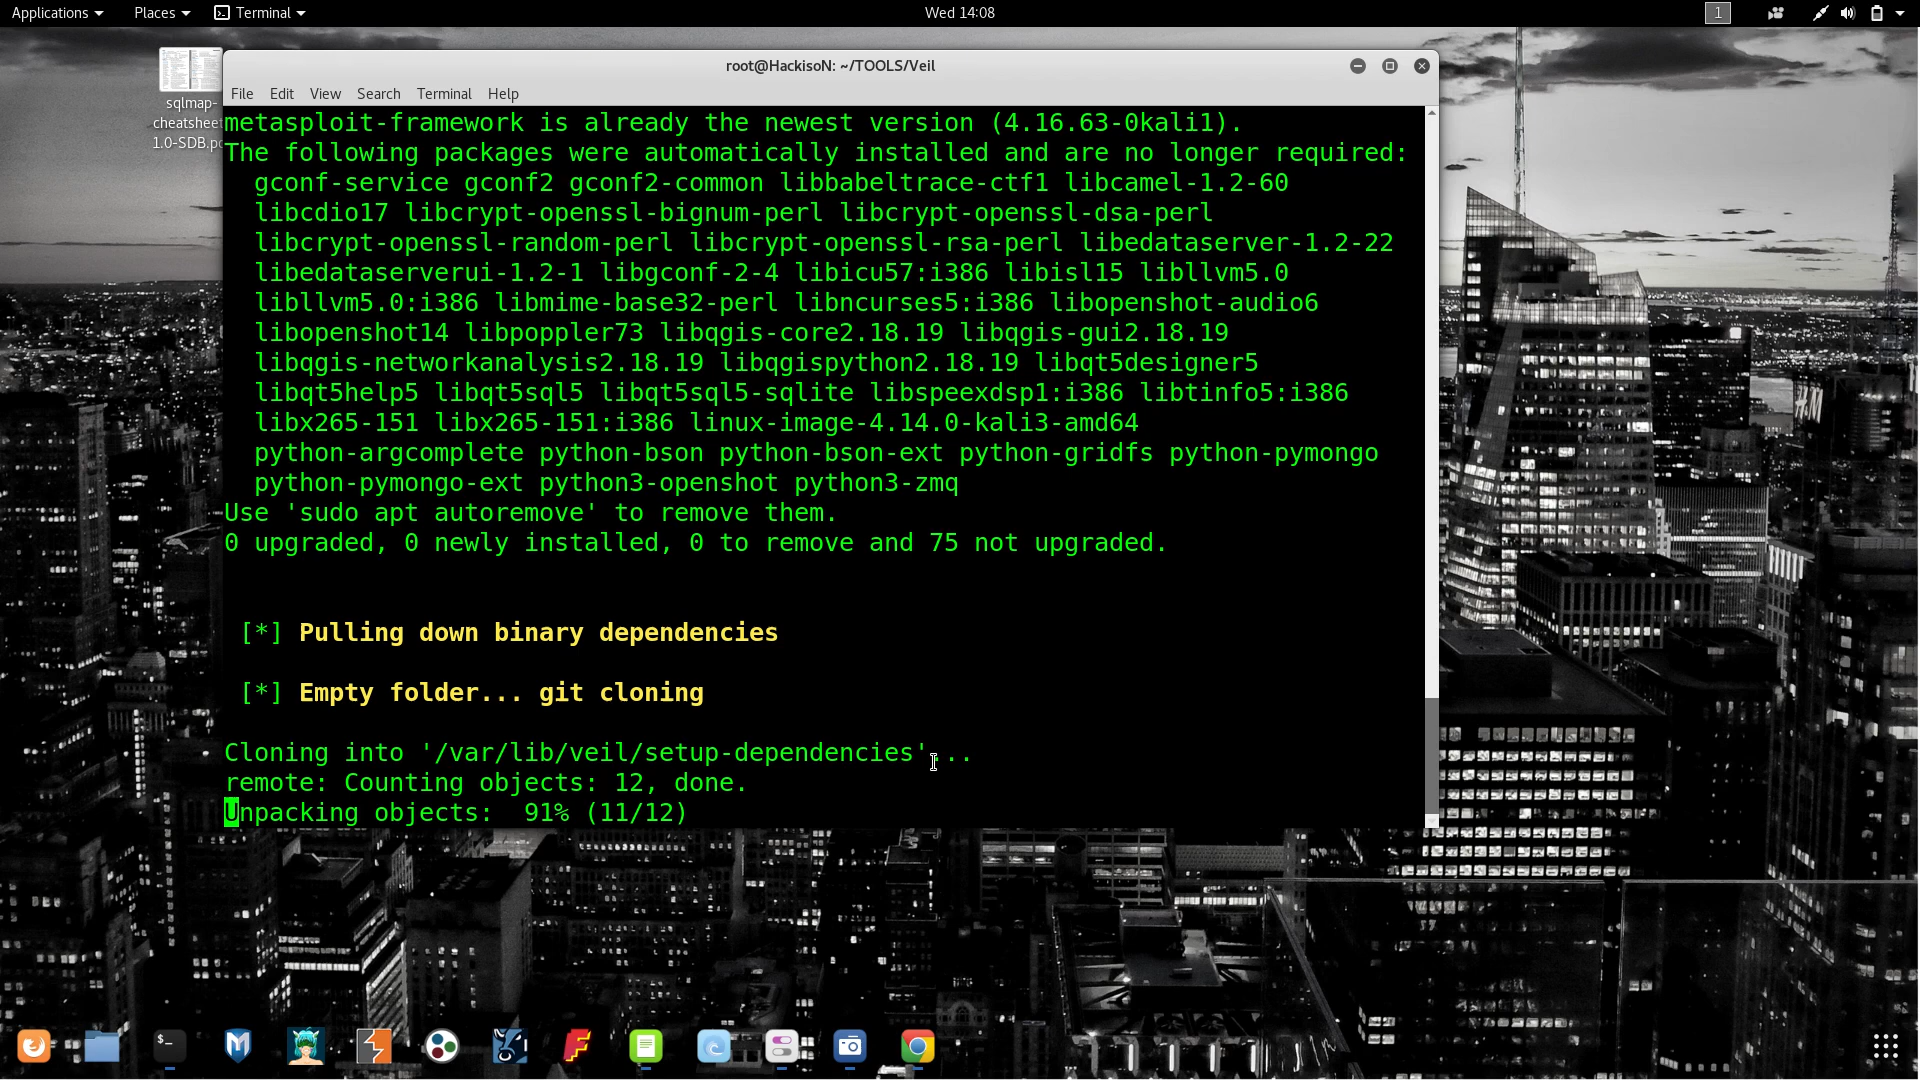 Applications Places Terminal Wed 14:08 1
sqlmap-
cheatsheet
1.0-SDB.pd
root@HackisoN: ~/TOOLS/Veil
File Edit View Search Terminal Help
metasploit-framework is already the newest version (4.16.63-0kali1).
The following packages were automatically installed and are no longer required:
gconf-service gconf2 gconf2-common libbabeltrace-ctf1 libcamel-1.2-60
libcdio17 libcrypt-openssl-bignum-perl libcrypt-openssl-dsa-perl
libcrypt-openssl-random-perl libcrypt-openssl-rsa-perl libedataserver-1.2-22
libedataserverui-1.2-1 libgconf-2-4 libicu57:i386 libisl15 libllvm5.0
libllvm5.0:i386 libmime-base32-perl libncurses5:i386 libopenshot-audio6
libopenshot14 libpoppler73 libqgis-core2.18.19 libqgis-gui2.18.19
libqgis-networkanalysis2.18.19 libqgispython2.18.19 libqt5designer5
libqt5help5 libqt5sql5 libqt5sql5-sqlite libspeexdsp1:i386 libtinfo5:i386
libx265-151 libx265-151:i386 linux-image-4.14.0-kali3-amd64
python-argcomplete python-bson python-bson-ext python-gridfs python-pymongo
python-pymongo-ext python3-openshot python3-zmq
Use 'sudo apt autoremove' to remove them.
0 upgraded, 0 newly installed, 0 to remove and 75 not upgraded.
[*] Pulling down binary dependencies
[*] Empty folder... git cloning
Cloning into '/var/lib/veil/setup-dependencies'...
remote: Counting objects: 12, done.
Unpacking objects:  91% (11/12)
H&M